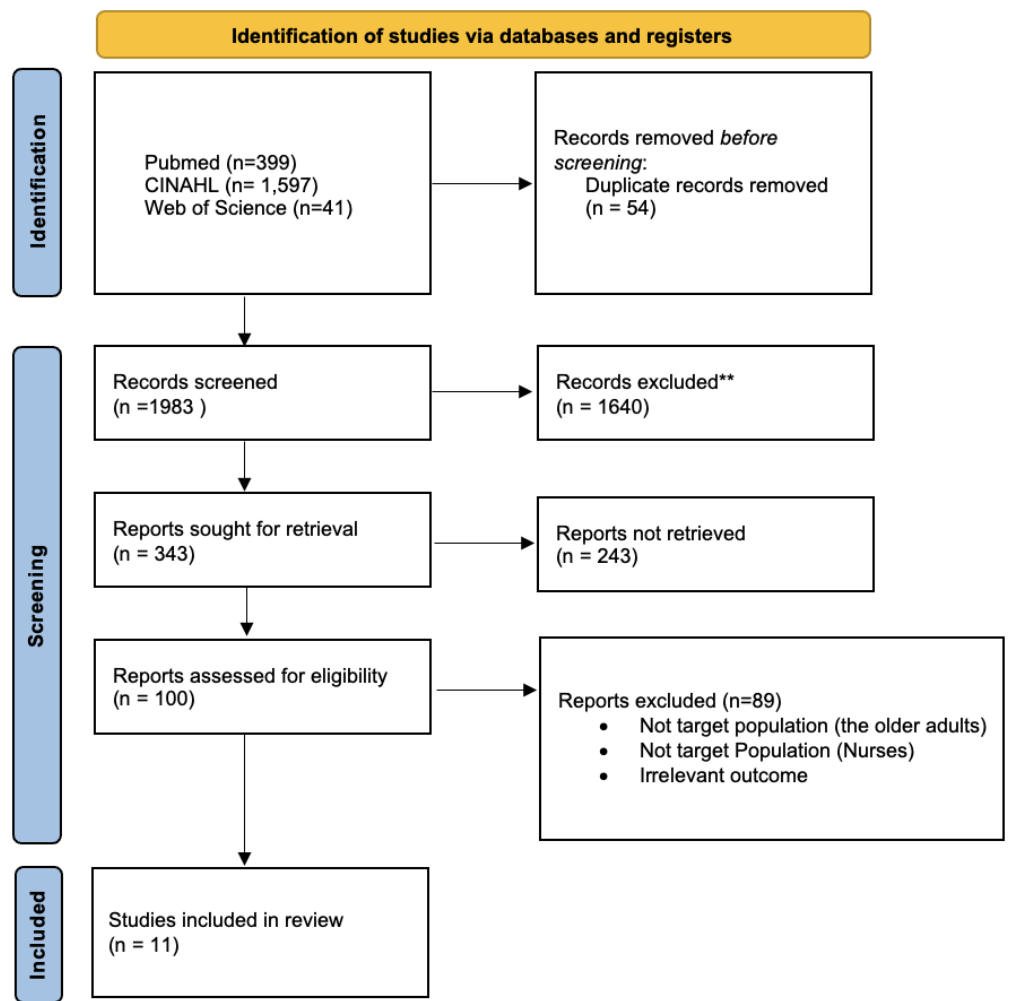 Identification of studies via databases and registers
Identification
Pubmed (n=399)
CINAHL (n= 1,597)
Web of Science (n=41)
Records removed before
screening:
Duplicate records removed
(n = 54)
Screening
Records screened
(n =1983 )
Records excluded**
(n = 1640)
Reports sought for retrieval
(n = 343)
Reports not retrieved
(n = 243)
Reports assessed for eligibility
(n = 100)
Reports excluded (n=89)
• Not target population (the older adults)
• Not target Population (Nurses)
• Irrelevant outcome
Included
Studies included in review
(n = 11)